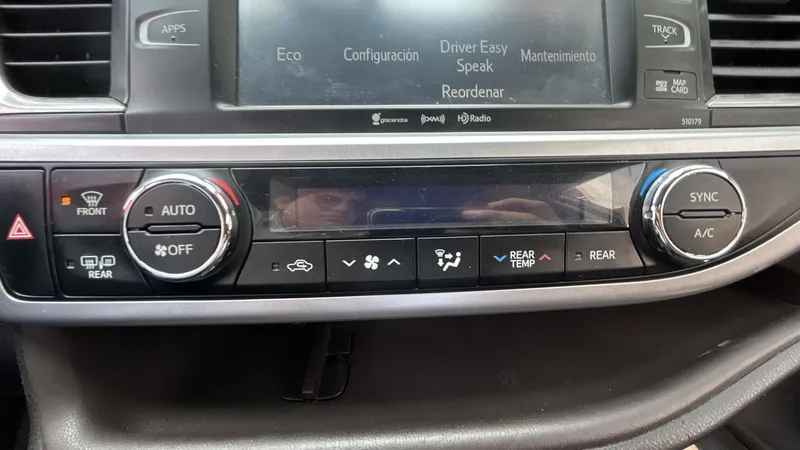 APPS
TRACK
Eco
Configuración
Driver Easy
Speak
Mantenimiento
Reordenar
MAP
CARD
gracenote
((XM))
HD Radio
510179
FRONT
AUTO
OFF
REAR
REAR
TEMP
REAR
SYNC
A/C